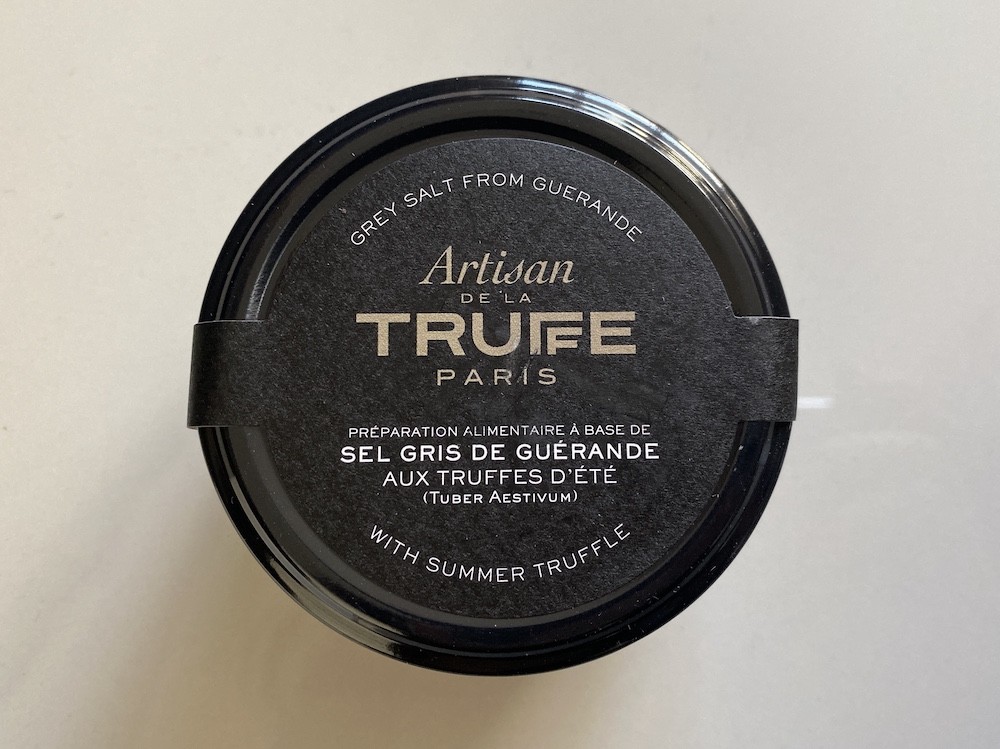 GREY SALT FROM GUERANDE
Artisan
DE LA
TRUFFE
PARIS
PRÉPARATION ALIMENTAIRE À BASE DE
SEL GRIS DE GUÉRANDE
AUX TRUFFES D'ÉTÉ
(TUBER AESTIVUM)
WITH SUMMER TRUFFLE